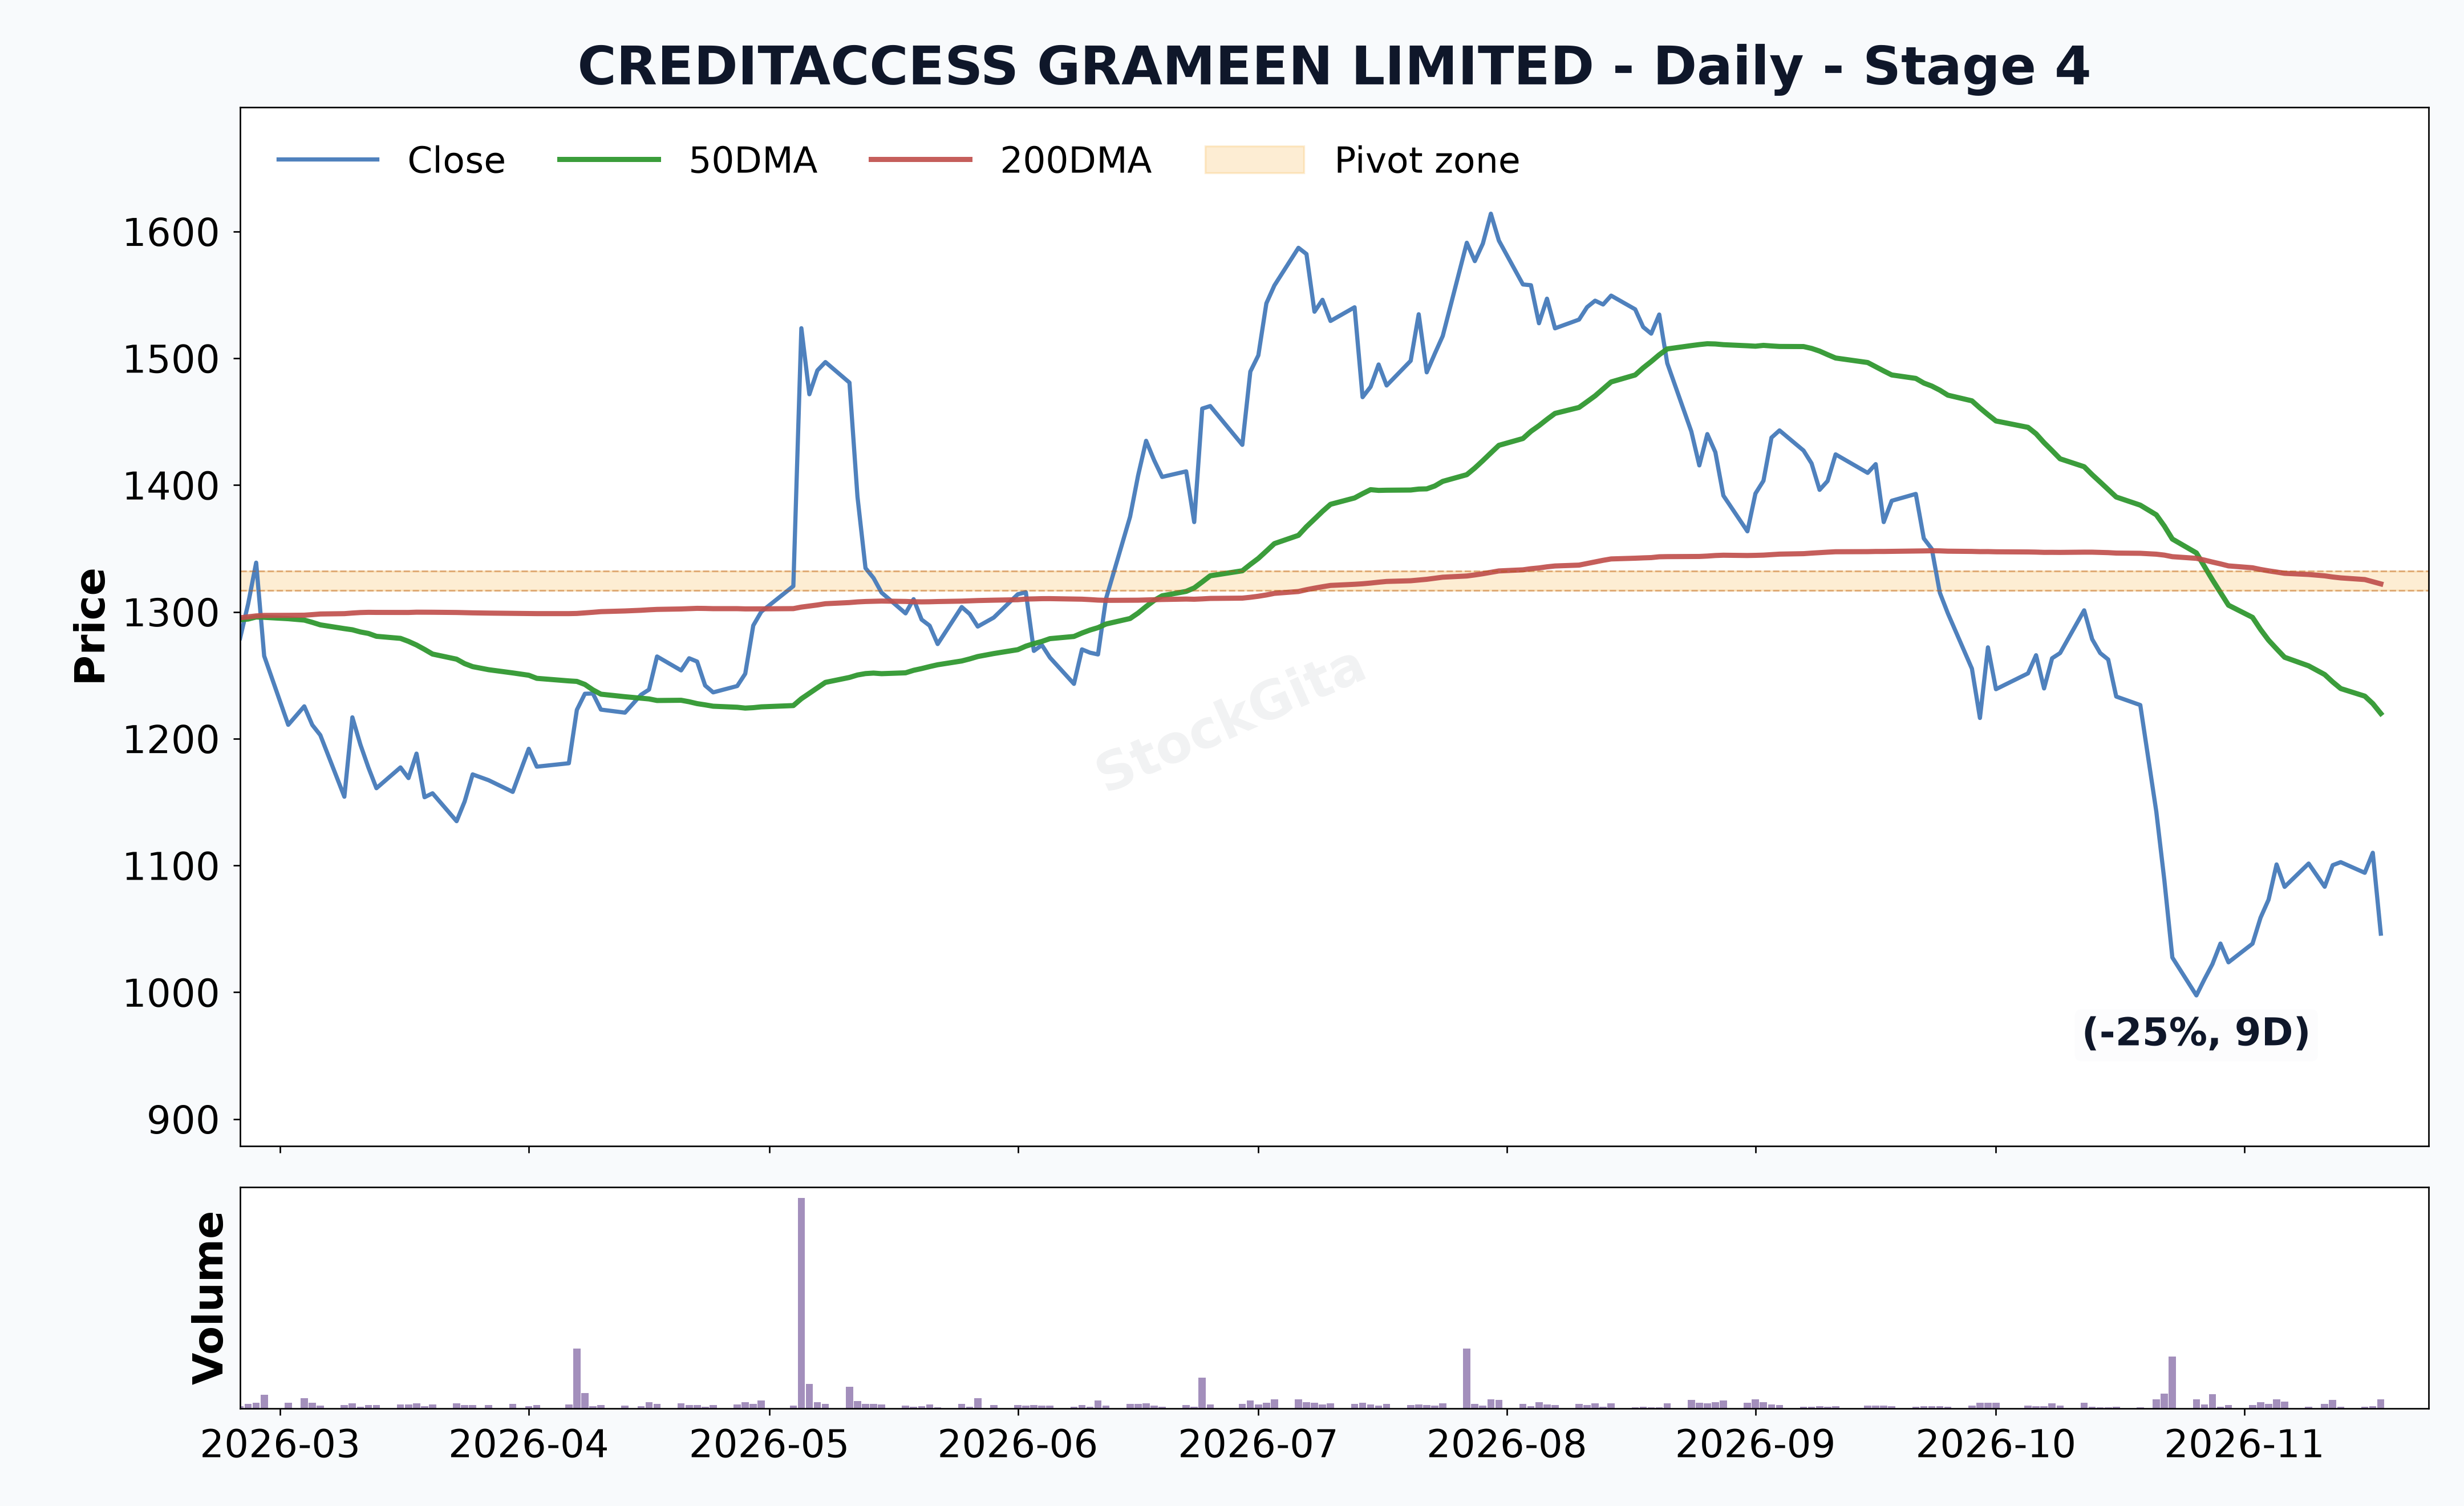 CREDITACCESS GRAMEEN LIMITED - Daily - Stage 4
Close 50DMA 200DMA Pivot zone
Price
1600
1500
1400
1300
1200
1100
1000
900
StockGita
(-25%, 9D)
Volume
2026-03 2026-04 2026-05 2026-06 2026-07 2026-08 2026-09 2026-10 2026-11